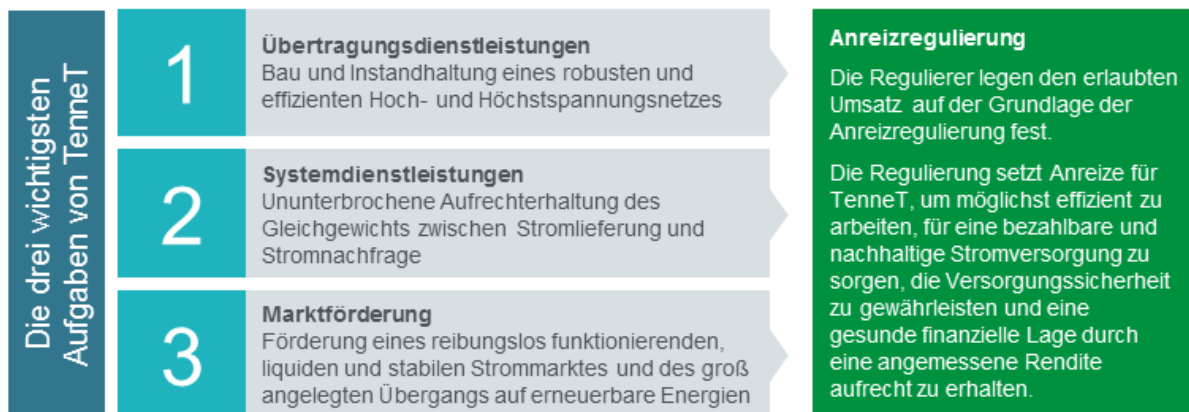 Die drei wichtigsten
Aufgaben von TenneT
1
Übertragungsdienstleistungen
Bau und Instandhaltung eines robusten und
effizienten Hoch- und Höchstspannungsnetzes
2
Systemdienstleistungen
Ununterbrochene Aufrechterhaltung des
Gleichgewichts zwischen Stromlieferung und
Stromnachfrage
3
Marktförderung
Förderung eines reibungslos funktionierenden,
liquiden und stabilen Strommarktes und des groß
angelegten Übergangs auf erneuerbare Energien
Anreizregulierung
Die Regulierer legen den erlaubten
Umsatz auf der Grundlage der
Anreizregulierung fest.
Die Regulierung setzt Anreize für
TenneT, um möglichst effizient zu
arbeiten, für eine bezahlbare und
nachhaltige Stromversorgung zu
sorgen, die Versorgungssicherheit
zu gewährleisten und eine
gesunde finanzielle Lage durch
eine angemessene Rendite
aufrecht zu erhalten.